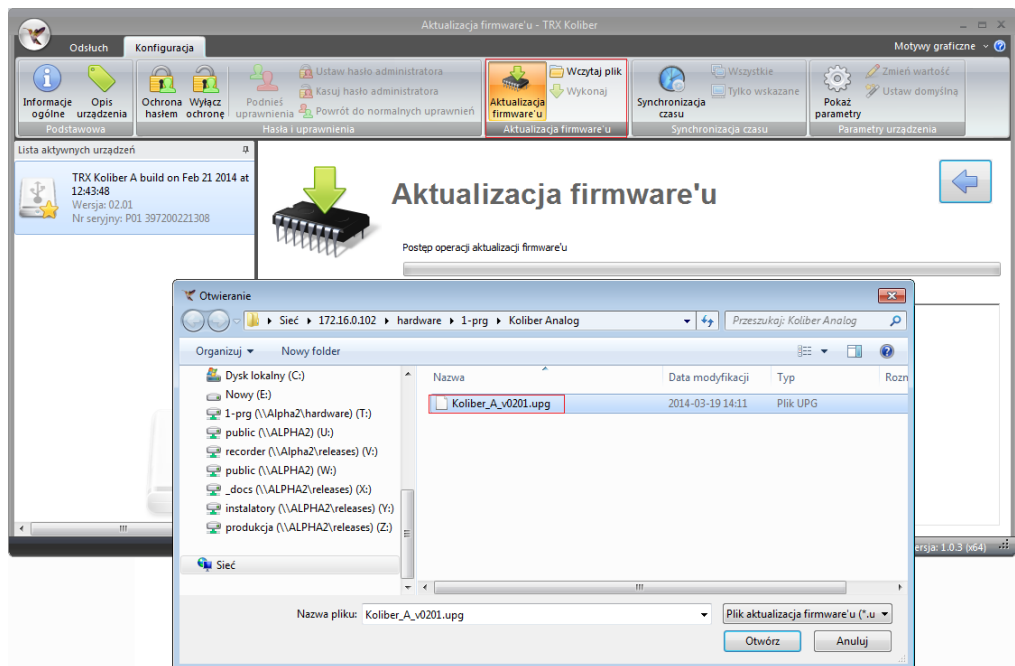 Aktualizacja firmware'u - TRX Koliber
Odsłuch Konfiguracja Motywy graficzne
Informacje ogólne
Opis urządzenia
Podstawowa
Ochrona hasłem
Wyłącz ochronę
Podnieś uprawnienia
Ustaw hasło administratora
Kasuj hasło administratora
Powrót do normalnych uprawnień
Hasła i uprawnienia
Aktualizacja firmware'u
Wczytaj plik
Wykonaj
Aktualizacja firmware'u
Synchronizacja czasu
Wszystkie
Tylko wskazane
Synchronizacja czasu
Pokaż parametry
Zmień wartość
Ustaw domyślną
Parametry urządzenia
Lista aktywnych urządzeń
TRX Koliber A build on Feb 21 2014 at
12:43:48
Wersja: 02.01
Nr seryjny: P01 397200221308
Aktualizacja firmware'u
Postęp operacji aktualizacji firmware'u
Otwieranie
Sieć 172.16.0.102 hardware 1-prg Koliber Analog
Przeszukaj: Koliber Analog
Organizuj Nowy folder
Dysk lokalny (C:)
Nowy (E:)
1-prg (\\Alpha2\hardware) (T:)
public (\\ALPHA2) (U:)
recorder (\\Alpha2\releases) (V:)
public (\\ALPHA2) (W:)
_docs (\\ALPHA2\releases) (X:)
instalatory (\\ALPHA2\releases) (Y:)
produkcja (\\ALPHA2\releases) (Z:)
Sieć
Nazwa Data modyfikacji Typ Rozn
Koliber_A_v0201.upg 2014-03-19 14:11 Plik UPG
Nazwa pliku: Koliber_A_v0201.upg
Plik aktualizacja firmware'u (*.u
Otwórz Anuluj
ersja: 1.0.3 (x64)